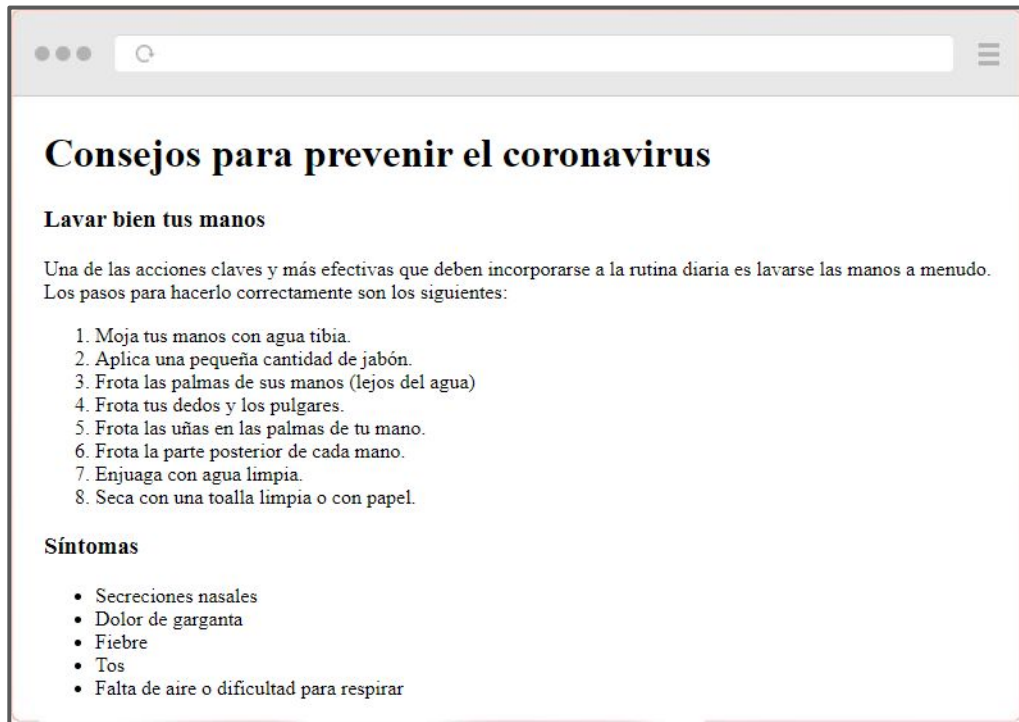 Consejos para prevenir el coronavirus
Lavar bien tus manos
Una de las acciones claves y más efectivas que deben incorporarse a la rutina diaria es lavarse las manos a menudo.
Los pasos para hacerlo correctamente son los siguientes:
1. Moja tus manos con agua tibia.
2. Aplica una pequeña cantidad de jabón.
3. Frota las palmas de sus manos (lejos del agua)
4. Frota tus dedos y los pulgares.
5. Frota las uñas en las palmas de tu mano.
6. Frota la parte posterior de cada mano.
7. Enjuaga con agua limpia.
8. Seca con una toalla limpia o con papel.
Síntomas
• Secreciones nasales
• Dolor de garganta
• Fiebre
• Tos
• Falta de aire o dificultad para respirar